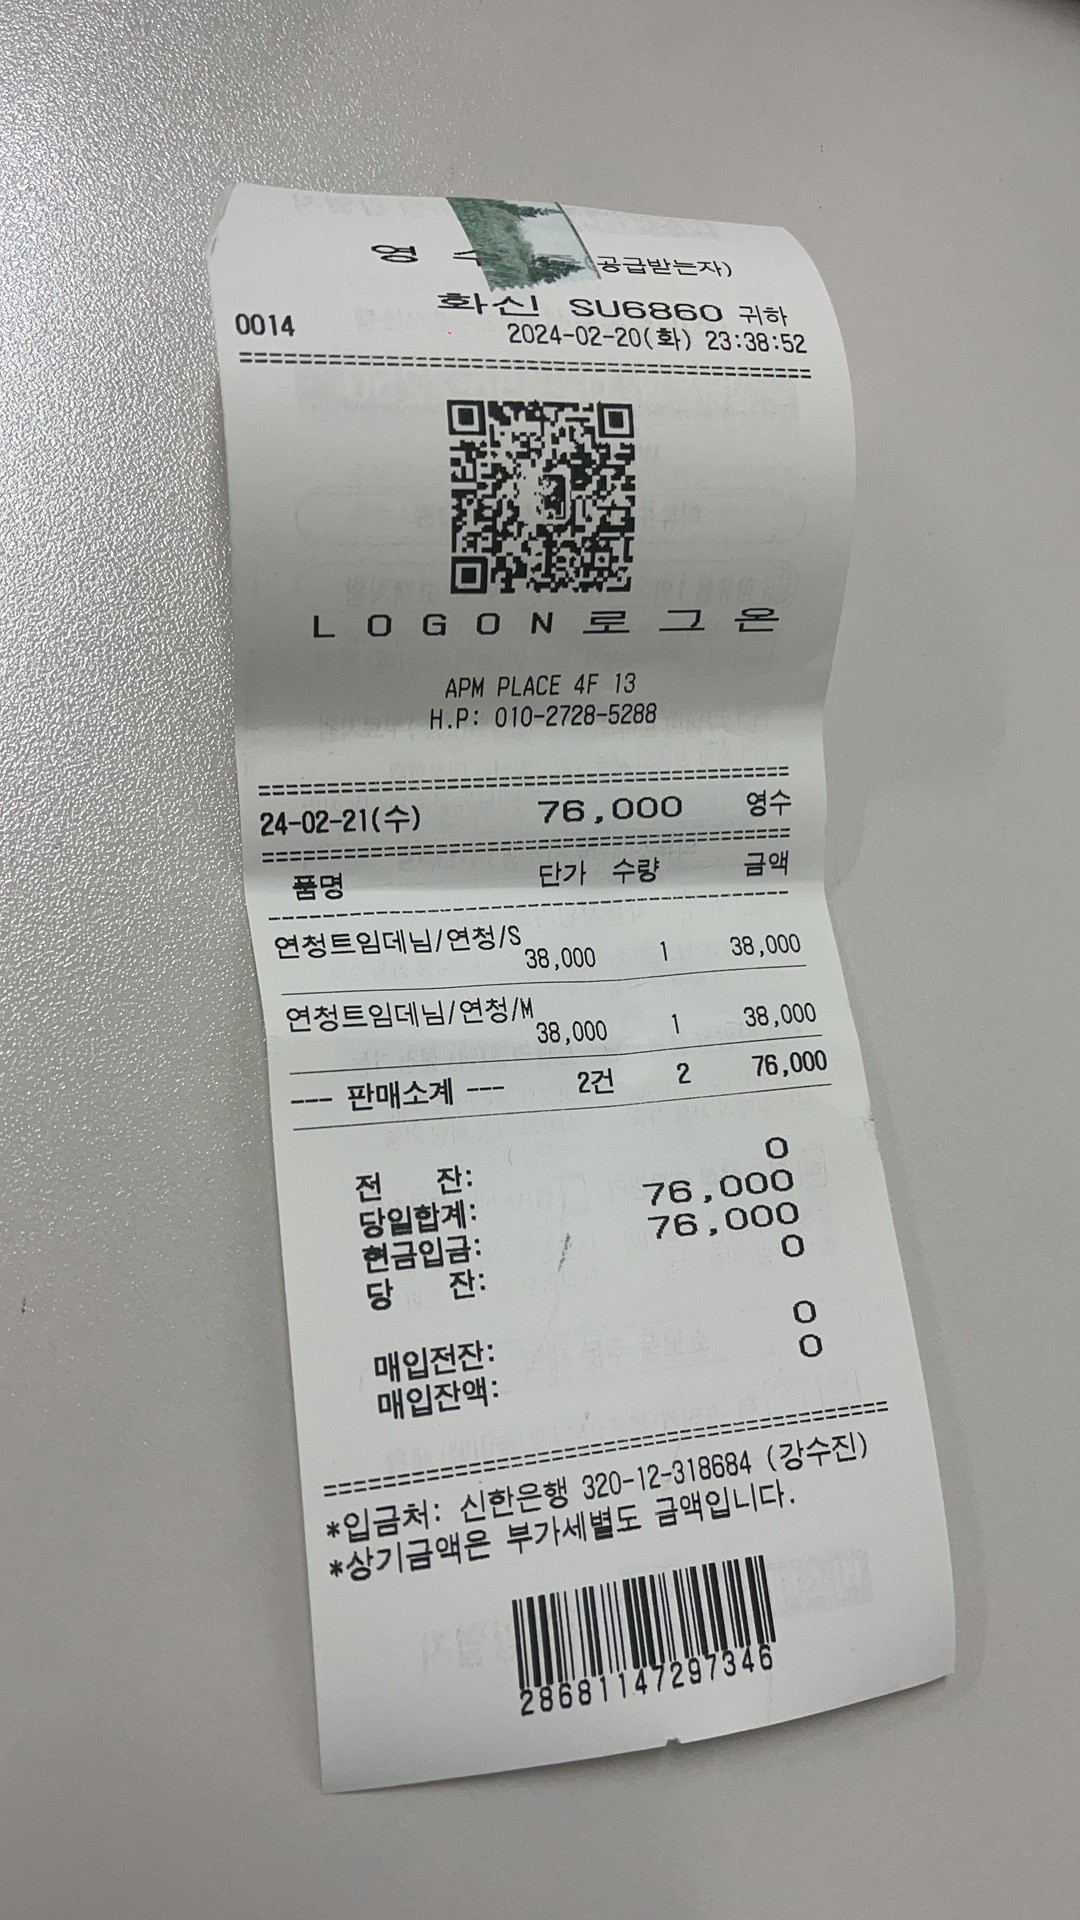 영 (공급받는자)
화신 SU6860 귀하
0014 2024-02-20(화) 23:38:52
==========================================
LOGON로그온
APM PLACE 4F 13
H.P: 010-2728-5288
==========================================
24-02-21(수) 76,000 영수
==========================================
품명 단가 수량 금액
------------------------------------------
연청트임데님/연청/S
38,000 1 38,000
연청트임데님/연청/M
38,000 1 38,000
--- 판매소계 --- 2건 2 76,000
전 잔: 0
당일합계: 76,000
현금입금: 76,000
당 잔: 0
매입전잔: 0
매입잔액: 0
==========================================
*입금처: 신한은행 320-12-318684 (강수진)
*상기금액은 부가세별도 금액입니다.
28681147297346